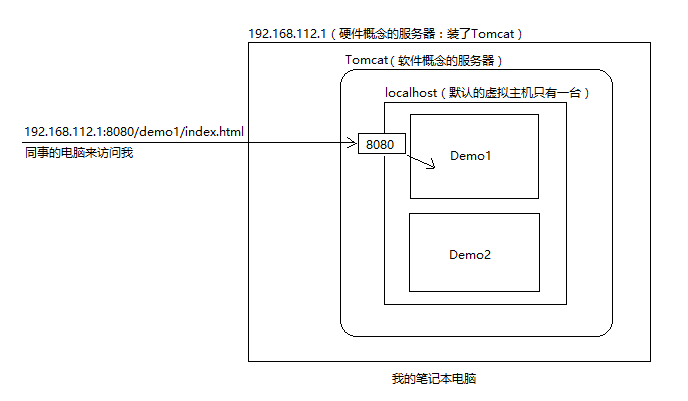 192.168.112.1（硬件概念的服务器：装了Tomcat）
Tomcat（软件概念的服务器）
localhost（默认的虚拟主机只有一台）
192.168.112.1:8080/demo1/index.html
同事的电脑来访问我
8080
Demo1
Demo2
我的笔记本电脑